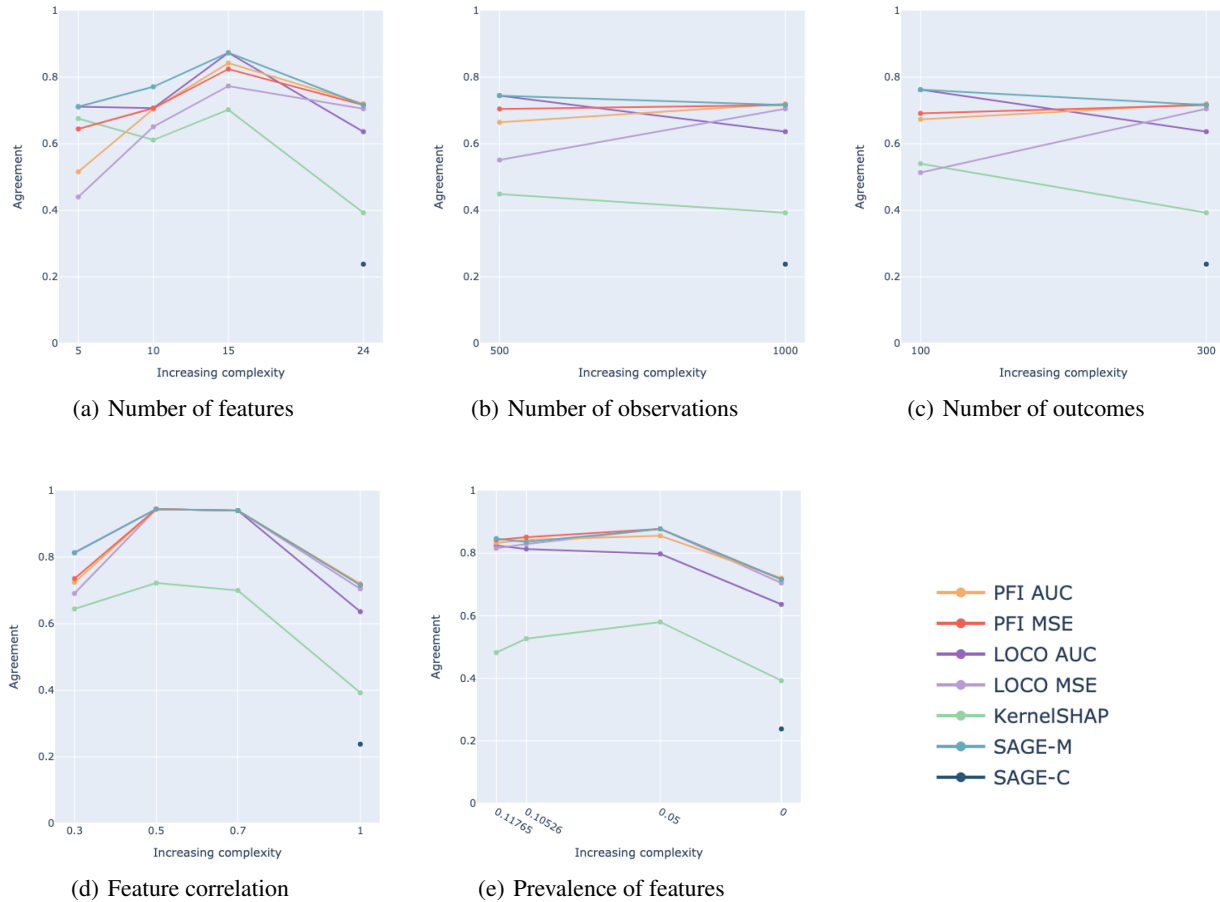 1
0.8
0.6
0.4
0.2
0
Agreement
5
10
15
24
Increasing complexity
(a) Number of features
1
0.8
0.6
0.4
0.2
0
Agreement
500
1000
Increasing complexity
(b) Number of observations
1
0.8
0.6
0.4
0.2
0
Agreement
100
300
Increasing complexity
(c) Number of outcomes
1
0.8
0.6
0.4
0.2
0
Agreement
0.3
0.5
0.7
1
Increasing complexity
(d) Feature correlation
1
0.8
0.6
0.4
0.2
0
Agreement
0.11765
0.10526
0.05
0
Increasing complexity
(e) Prevalence of features
PFI AUC
PFI MSE
LOCO AUC
LOCO MSE
KernelSHAP
SAGE-M
SAGE-C